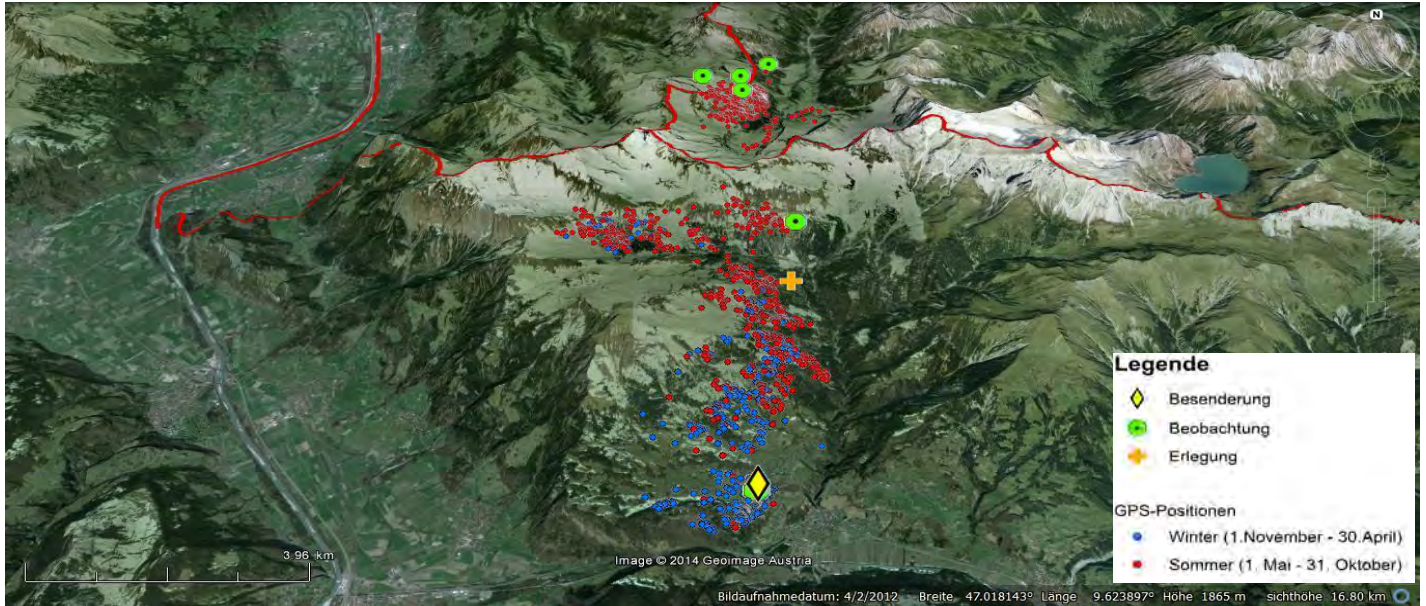 N
Legende
Besenderung
Beobachtung
Erlegung
GPS-Positionen
Winter (1.November - 30.April)
Sommer (1. Mai - 31. Oktober)
3.96 km
Image © 2014 Geoimage Austria
Bildaufnahmedatum: 4/2/2012 Breite 47.018143° Länge 9.623897° Höhe 1865 m sichthöhe 16.80 km